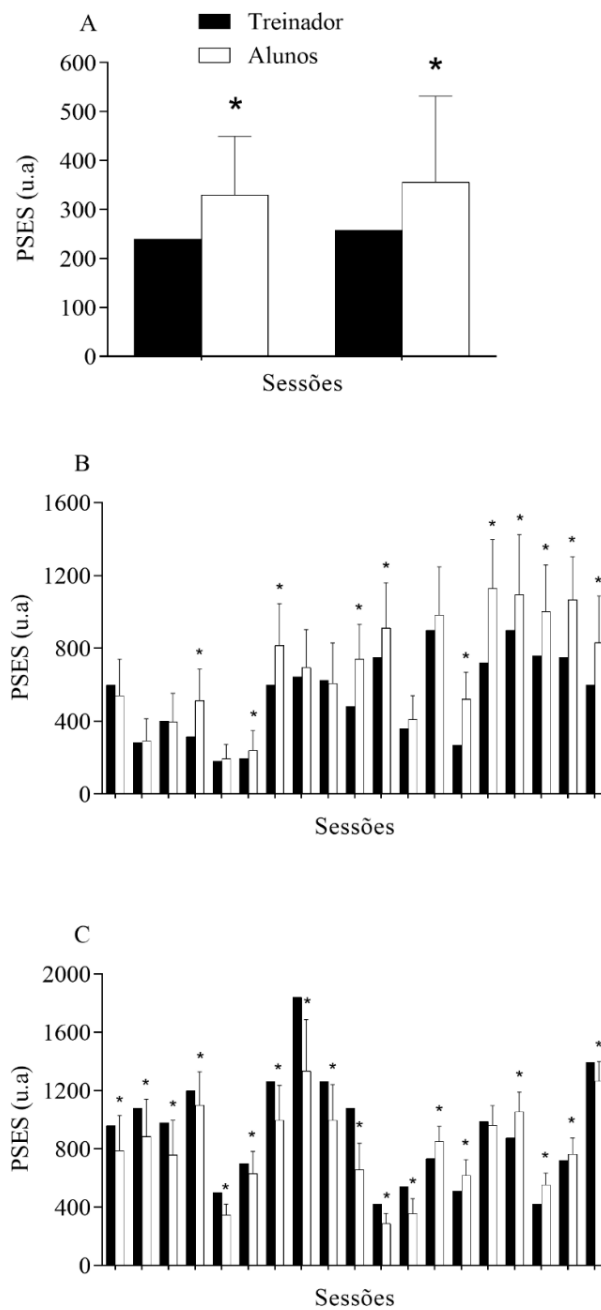 A
Treinador
Alunos
600
500
400
300
200
100
0
PSES (u.a)
* *
Sessões
B
1600
1200
800
400
0
PSES (u.a)
* * * * * * * * * * *
Sessões
C
2000
1600
1200
800
400
0
PSES (u.a)
* * * * * * * * * * * * * * * * * *
Sessões